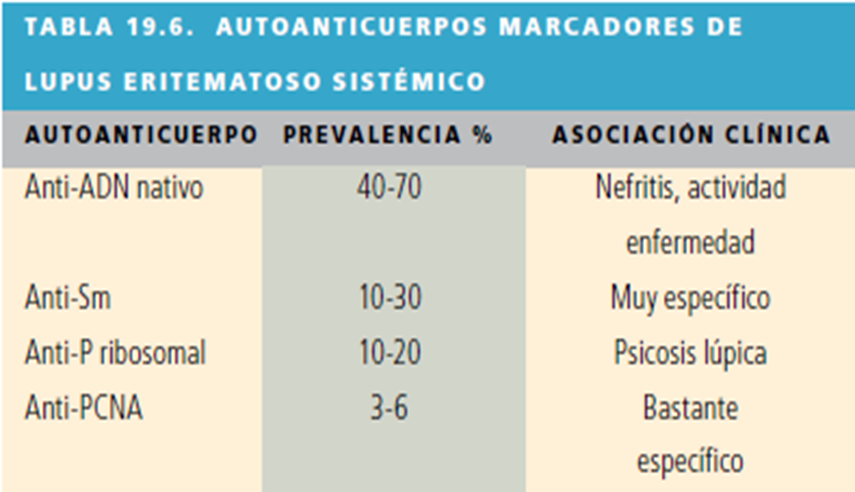 TABLA 19.6. AUTOANTICUERPOS MARCADORES DE
LUPUS ERITEMATOSO SISTÉMICO
AUTOANTICUERPO PREVALENCIA % ASOCIACIÓN CLÍNICA
Anti-ADN nativo 40-70 Nefritis, actividad
enfermedad
Anti-Sm 10-30 Muy específico
Anti-P ribosomal 10-20 Psicosis lúpica
Anti-PCNA 3-6 Bastante
específico